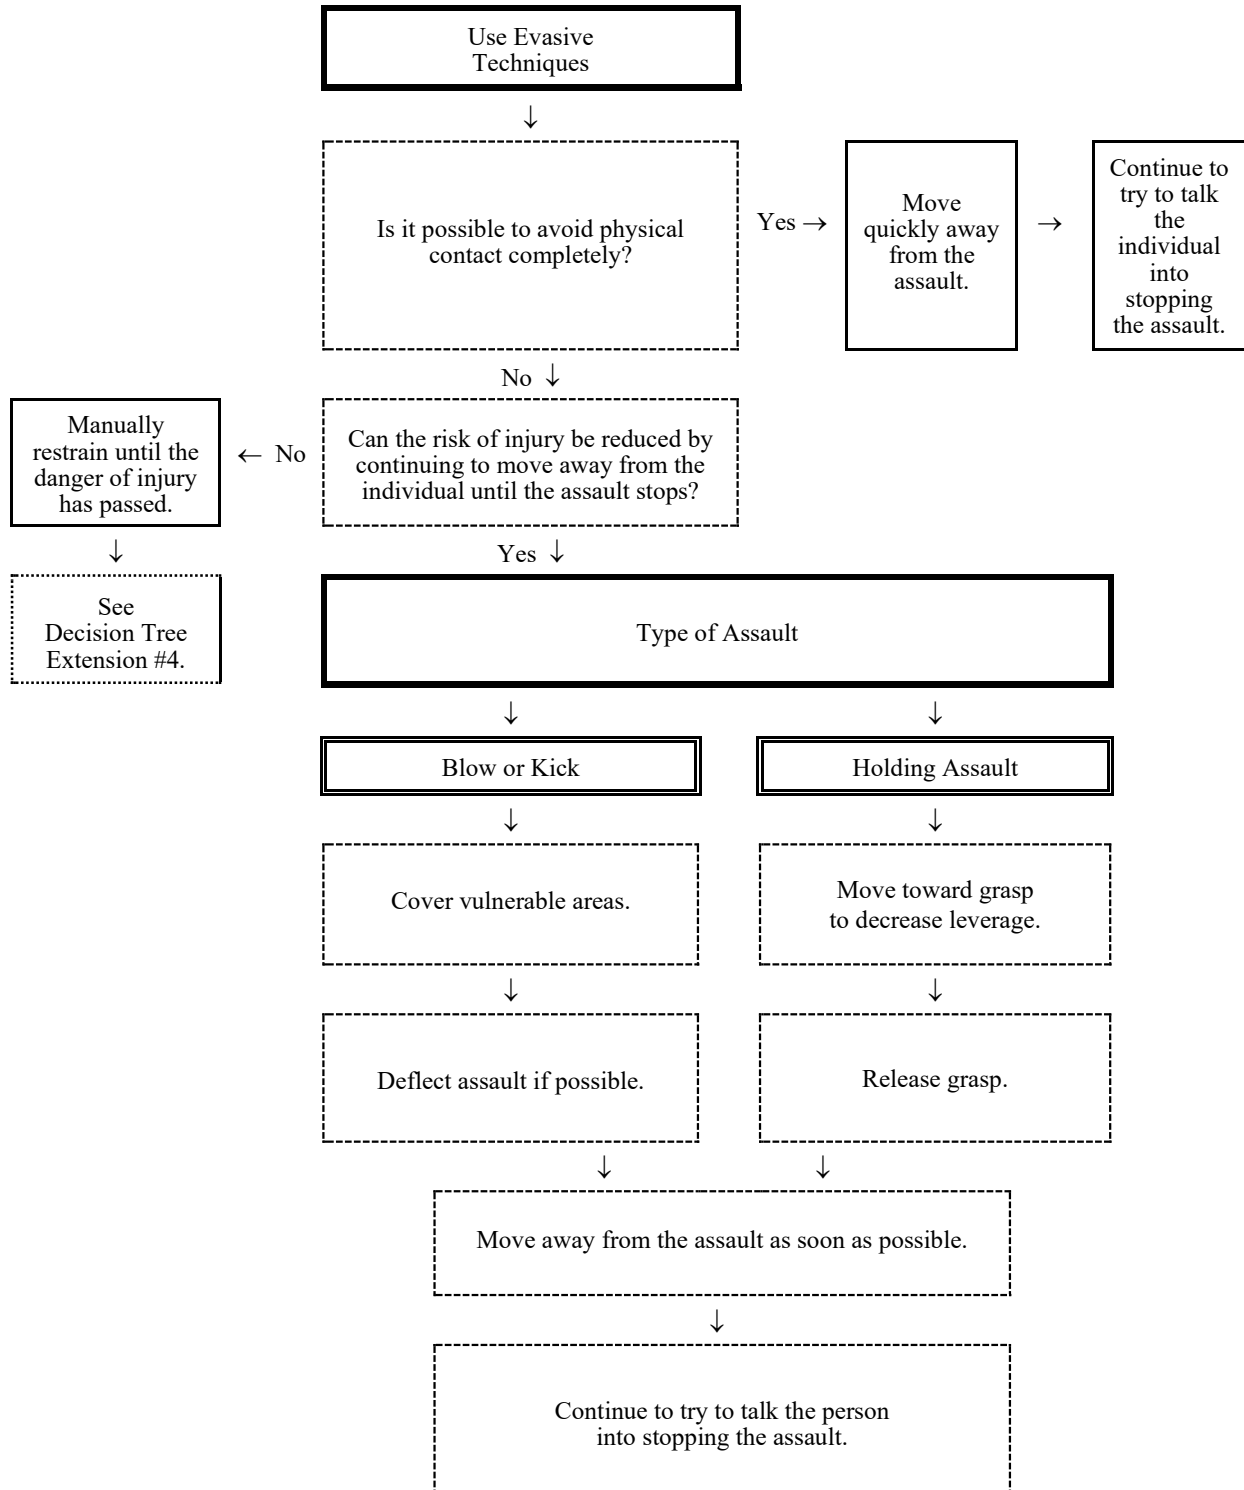 Use Evasive
Techniques
↓
Is it possible to avoid physical
contact completely?
Yes →
Move
quickly away
from the
assault.
→
Continue to
try to talk
the
individual
into
stopping
the assault.
No ↓
Can the risk of injury be reduced by
continuing to move away from the
individual until the assault stops?
← No
Manually
restrain until the
danger of injury
has passed.
↓
See
Decision Tree
Extension #4.
Yes ↓
Type of Assault
↓ ↓
Blow or Kick
Holding Assault
↓ ↓
Cover vulnerable areas.
Move toward grasp
to decrease leverage.
↓ ↓
Deflect assault if possible.
Release grasp.
↓ ↓
Move away from the assault as soon as possible.
↓
Continue to try to talk the person
into stopping the assault.